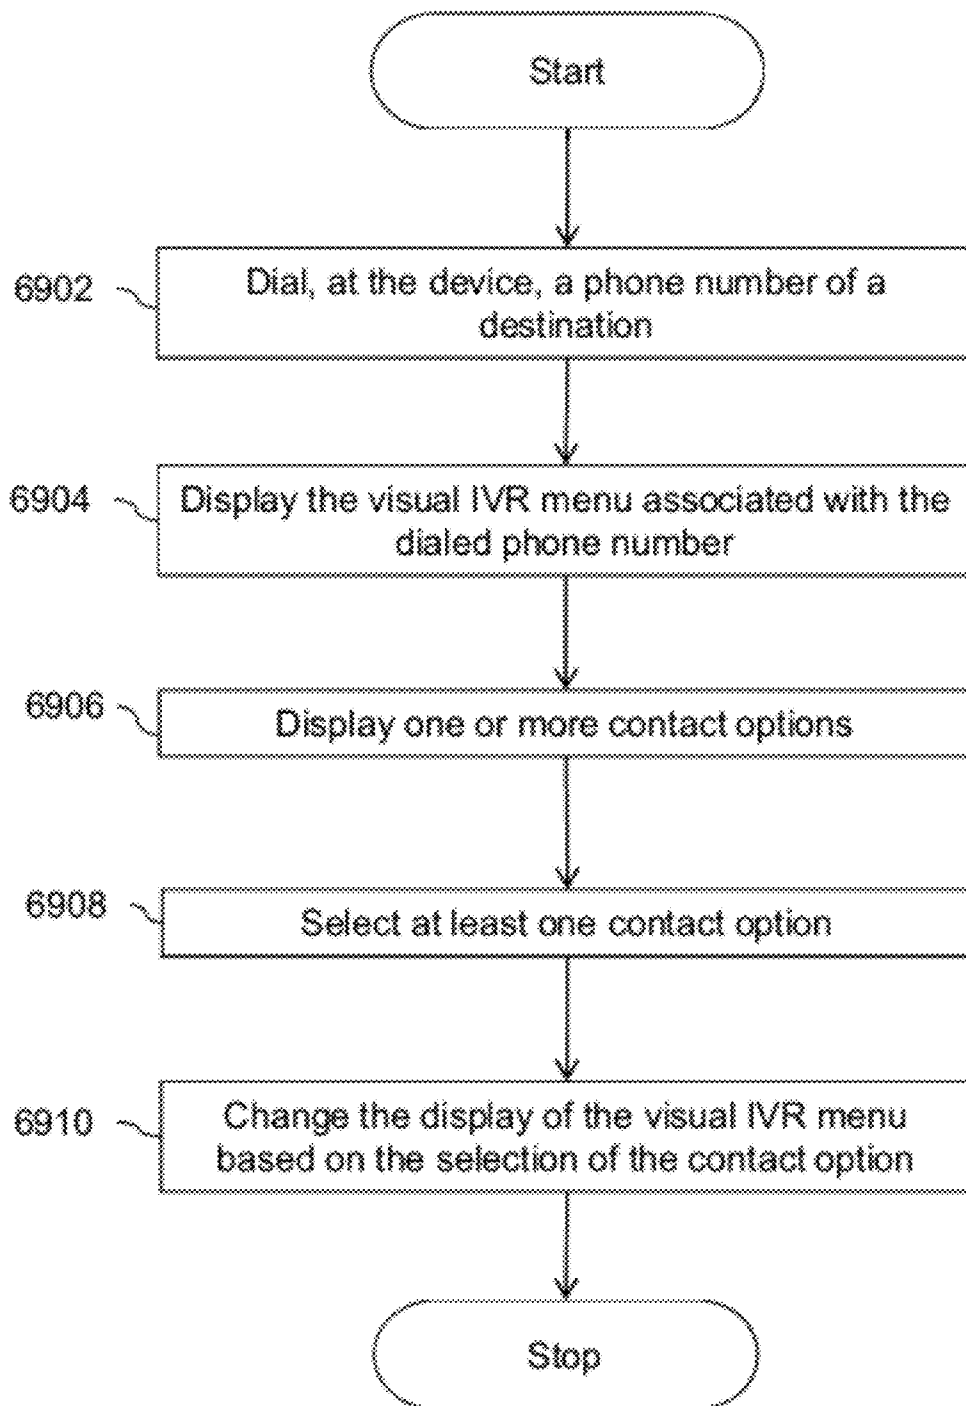 Start
6902
Dial, at the device, a phone number of a
destination
6904
Display the visual IVR menu associated with the
dialed phone number
6906
Display one or more contact options
6908
Select at least one contact option
6910
Change the display of the visual IVR menu
based on the selection of the contact option
Stop